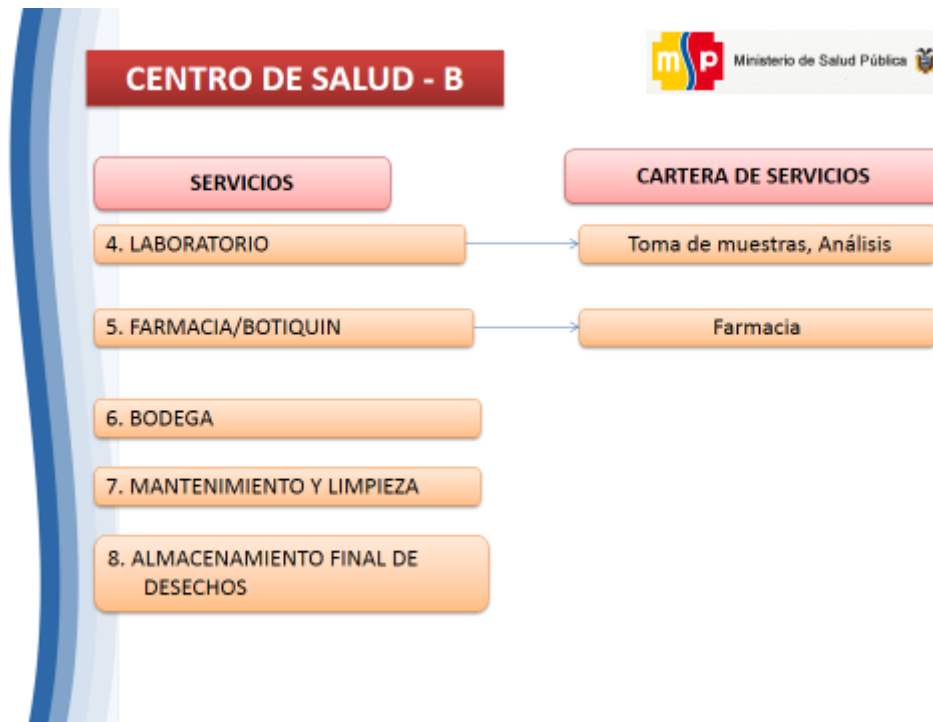 CENTRO DE SALUD - B
msp Ministerio de Salud Pública
SERVICIOS
CARTERA DE SERVICIOS
4. LABORATORIO
Toma de muestras, Análisis
5. FARMACIA/BOTIQUIN
Farmacia
6. BODEGA
7. MANTENIMIENTO Y LIMPIEZA
8. ALMACENAMIENTO FINAL DE
DESECHOS